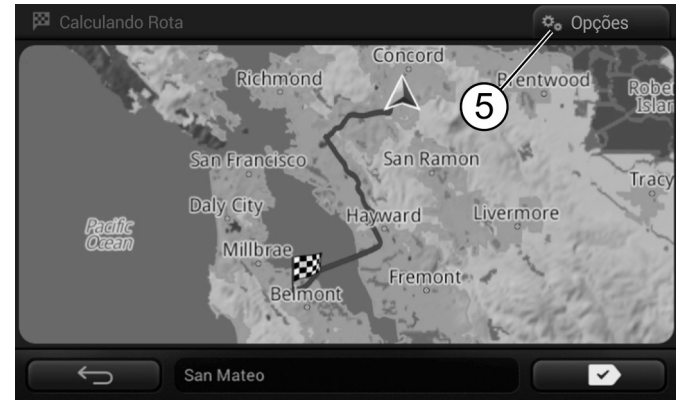 Calculando Rota
Opções
Concord
Richmond
Brentwood
5
Rober
Islan
San Francisco
San Ramon
Tracy
Daly City
Hayward
Livermore
Pacific
Ocean
Millbrae
Fremont
Belmont
San Mateo